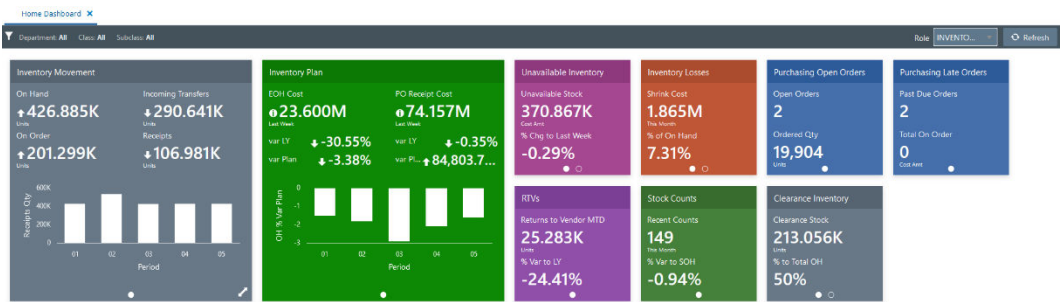 Home Dashboard
Department: All Class: All Subclass: All
Role INVENTO... Refresh
Inventory Movement
On Hand Incoming Transfers
426.885K 290.641K
Units Units
On Order Receipts
201.299K 106.981K
Units Units
600K
400K
200K
0
Receipts Qty
01 02 03 04 05
Period
Inventory Plan
EOH Cost PO Receipt Cost
23.600M 74.157M
Last Week Last Week
var LY -30.55% var LY -0.35%
var Plan -3.38% var Pl... 84,803.7...
0
-1
-2
-3
OH % Var Plan
01 02 03 04 05
Period
Unavailable Inventory
Unavailable Stock
370.867K
Cost Amt
% Chg to Last Week
-0.29%
Inventory Losses
Shrink Cost
1.865M
This Month
% of On Hand
7.31%
Purchasing Open Orders
Open Orders
2
Ordered Qty
19,904
Units
Purchasing Late Orders
Past Due Orders
2
Total On Order
0
Cost Amt
RTVs
Returns to Vendor MTD
25.283K
Units
% Var to LY
-24.41%
Stock Counts
Recent Counts
149
This Month
% Var to SOH
-0.94%
Clearance Inventory
Clearance Stock
213.056K
Units
% to Total OH
50%